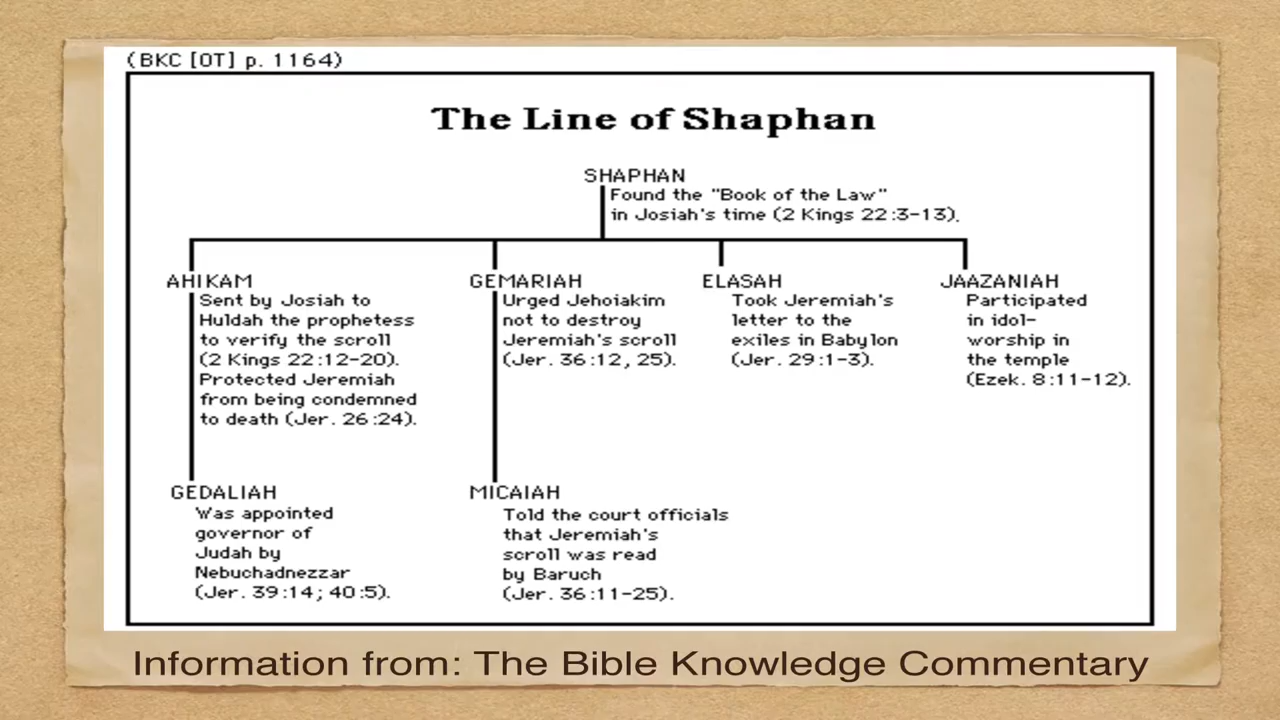 (BKC [OT] p. 1164)
The Line of Shaphan
SHAPHAN
Found the "Book of the Law"
in Josiah's time (2 Kings 22:3-13).
AHIKAM
Sent by Josiah to
Huldah the prophetess
to verify the scroll
(2 Kings 22:12-20).
Protected Jeremiah
from being condemned
to death (Jer. 26:24).
GEMARIAH
Urged Jehoiakim
not to destroy
Jeremiah's scroll
(Jer. 36:12, 25).
ELASAH
Took Jeremiah's
letter to the
exiles in Babylon
(Jer. 29:1-3).
JAAZANIAH
Participated
in idol-
worship in
the temple
(Ezek. 8:11-12).
GEDALIAH
Was appointed
governor of
Judah by
Nebuchadnezzar
(Jer. 39:14; 40:5).
MICAIAH
Told the court officials
that Jeremiah's
scroll was read
by Baruch
(Jer. 36:11-25).
Information from: The Bible Knowledge Commentary